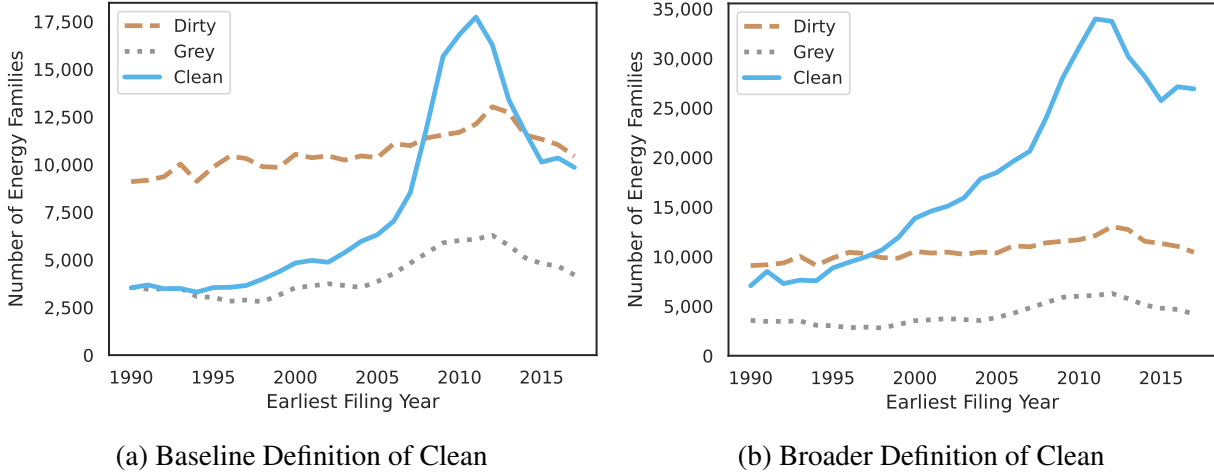 17,500
15,000
12,500
10,000
7,500
5,000
2,500
0
Number of Energy Families
Dirty
Grey
Clean
1990 1995 2000 2005 2010 2015
Earliest Filing Year
(a) Baseline Definition of Clean
35,000
30,000
25,000
20,000
15,000
10,000
5,000
0
Number of Energy Families
Dirty
Grey
Clean
1990 1995 2000 2005 2010 2015
Earliest Filing Year
(b) Broader Definition of Clean